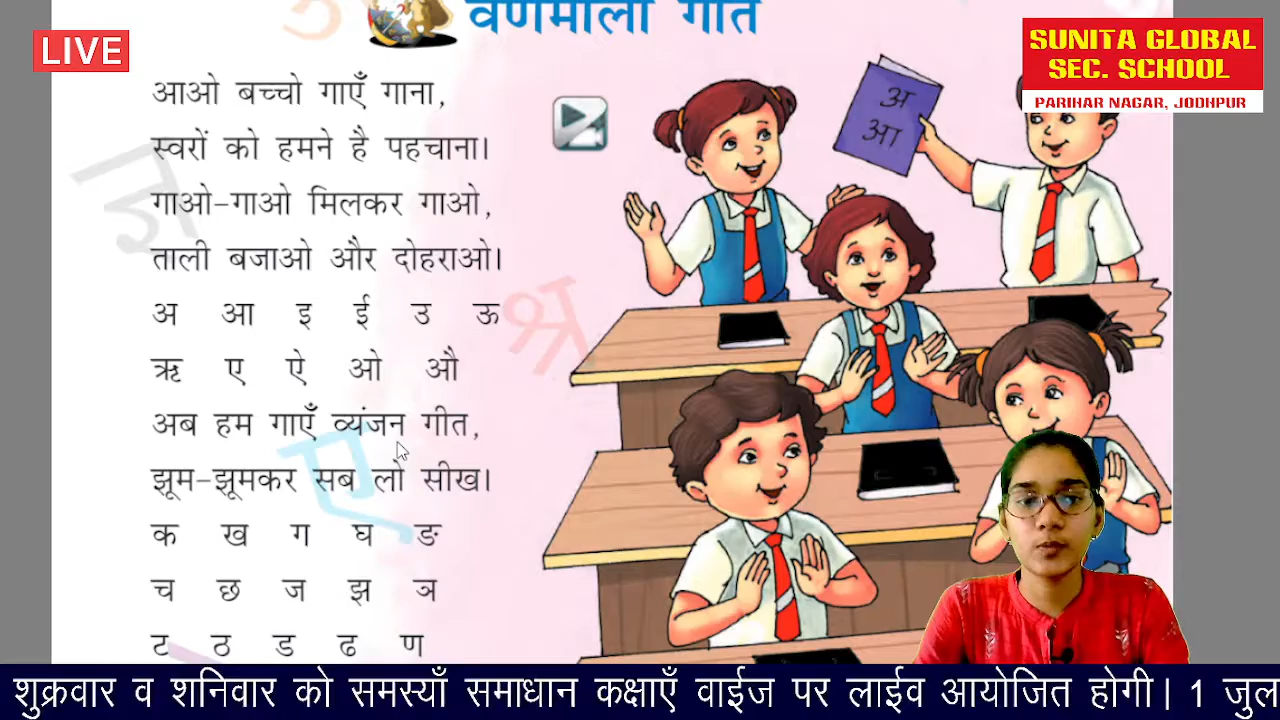 वर्णमाला गीत
LIVE
SUNITA GLOBAL
SEC. SCHOOL
PARIHAR NAGAR, JODHPUR
आओ बच्चो गाएँ गाना,
स्वरों को हमने है पहचाना।
गाओ-गाओ मिलकर गाओ,
ताली बजाओ और दोहराओ।
अ आ इ ई उ ऊ
ऋ ए ऐ ओ औ
अब हम गाएँ व्यंजन गीत,
झूम-झूमकर सब लो सीख।
क ख ग घ ङ
च छ ज झ ञ
ट ठ ड ढ ण
अ
आ
श्र
ए
शुक्रवार व शनिवार को समस्याँ समाधान कक्षाएँ वाईज पर लाईव आयोजित होगी। 1 जुल